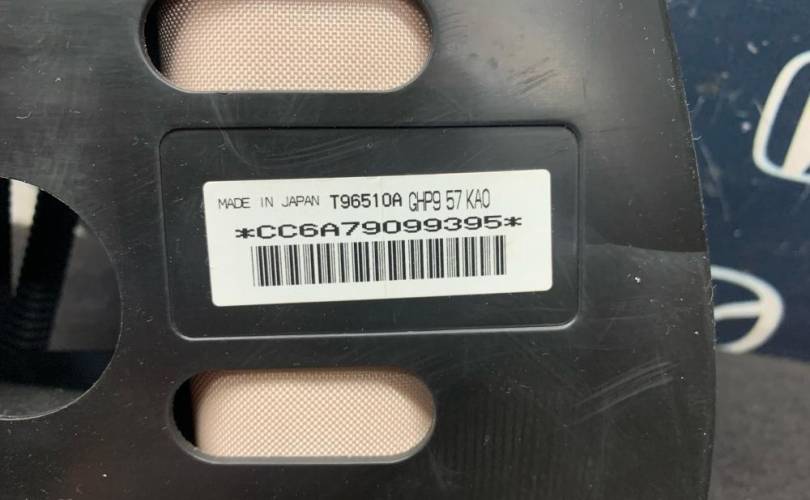 MADE IN JAPAN T96510A GHP9 57 KA0
*CC6A79099395*